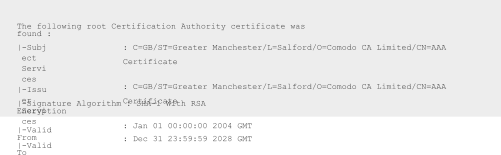 The following root Certification Authority certificate was
found :
|-Subj : C=GB/ST=Greater Manchester/L=Salford/O=Comodo CA Limited/CN=AAA
ect Certificate
Servi
ces
|-Issu : C=GB/ST=Greater Manchester/L=Salford/O=Comodo CA Limited/CN=AAA
er Certificate
|-Signature Algorithm : SHA-1 With RSA
Servi
Encryption
ces
|-Valid : Jan 01 00:00:00 2004 GMT
From
|-Valid : Dec 31 23:59:59 2028 GMT
To